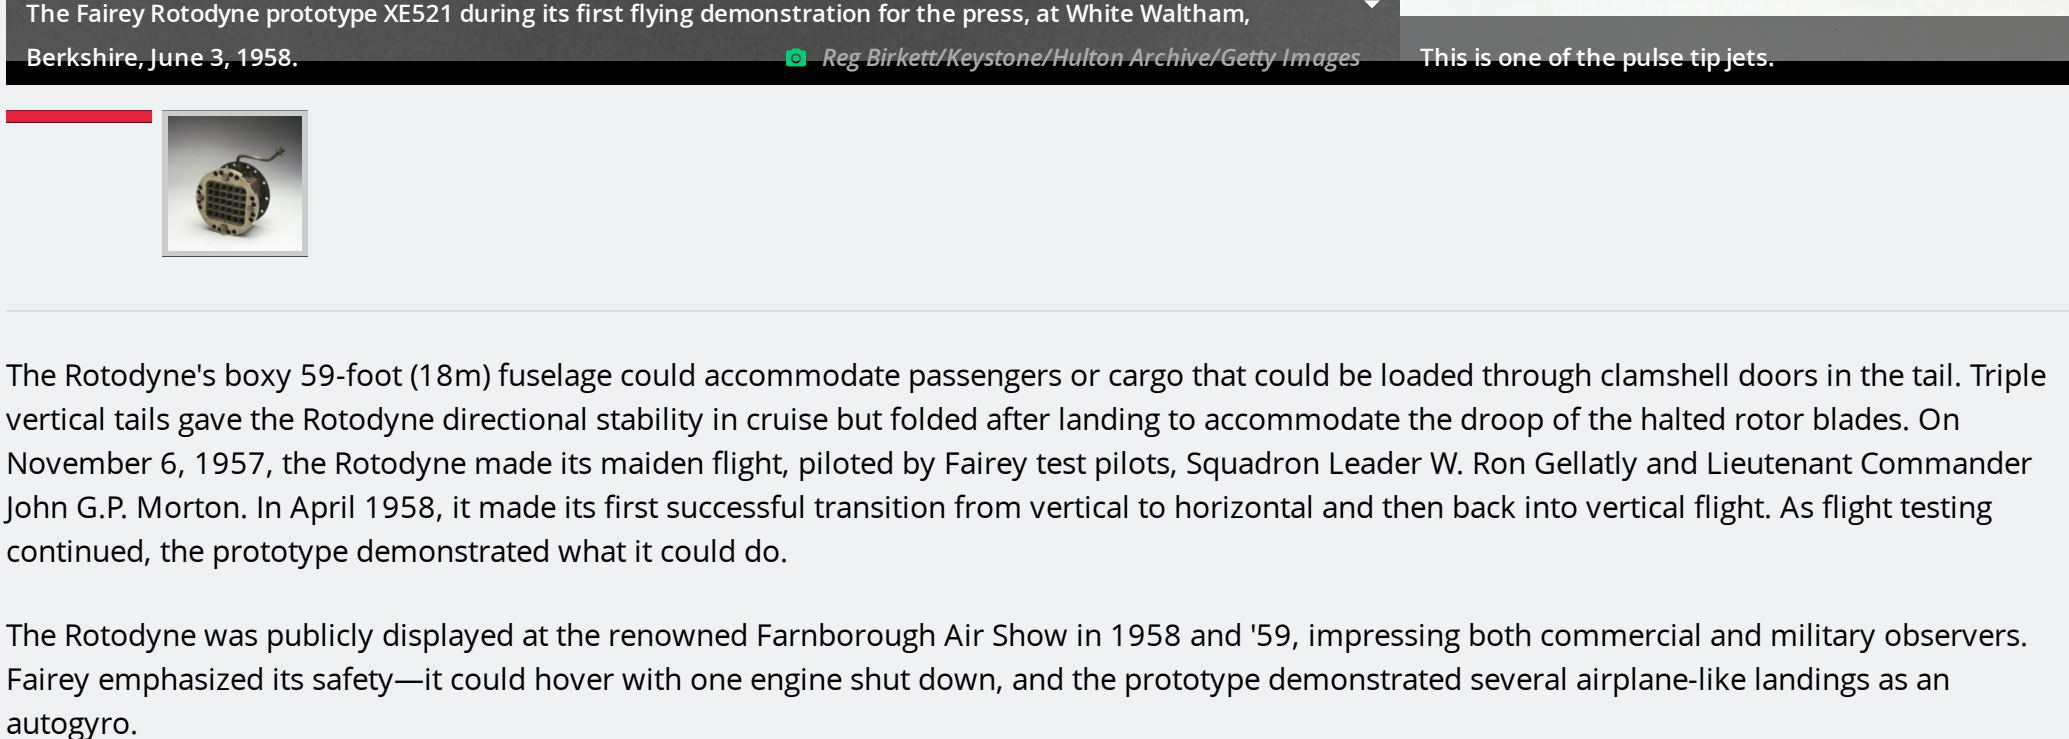 The Fairey Rotodyne prototype XE521 during its first flying demonstration for the press, at White Waltham,
Berkshire, June 3, 1958.
Reg Birkett/Keystone/Hulton Archive/Getty Images
This is one of the pulse tip jets.
The Rotodyne's boxy 59-foot (18m) fuselage could accommodate passengers or cargo that could be loaded through clamshell doors in the tail. Triple
vertical tails gave the Rotodyne directional stability in cruise but folded after landing to accommodate the droop of the halted rotor blades. On
November 6, 1957, the Rotodyne made its maiden flight, piloted by Fairey test pilots, Squadron Leader W. Ron Gellatly and Lieutenant Commander
John G.P. Morton. In April 1958, it made its first successful transition from vertical to horizontal and then back into vertical flight. As flight testing
continued, the prototype demonstrated what it could do.
The Rotodyne was publicly displayed at the renowned Farnborough Air Show in 1958 and '59, impressing both commercial and military observers.
Fairey emphasized its safety—it could hover with one engine shut down, and the prototype demonstrated several airplane-like landings as an
autogyro.